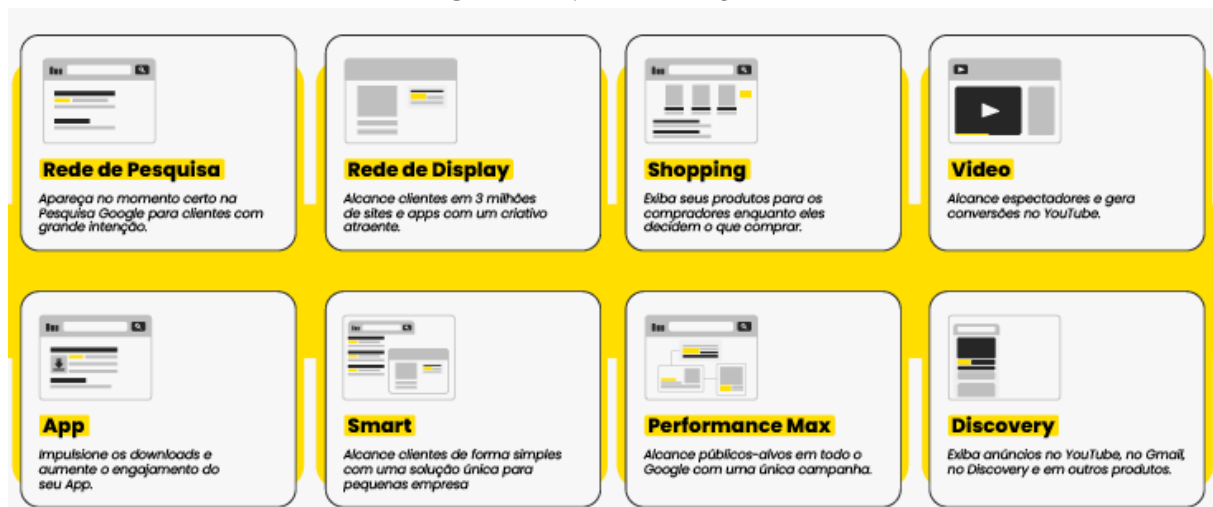 Rede de Pesquisa
Apareça no momento certo na
Pesquisa Google para clientes com
grande intenção.
Rede de Display
Alcance clientes em 3 milhões
de sites e apps com um criativo
atraente.
Shopping
Exiba seus produtos para os
compradores enquanto eles
decidem o que comprar.
Video
Alcance espectadores e gera
conversões no YouTube.
App
Impulsione os downloads e
aumente o engajamento do
seu App.
Smart
Alcance clientes de forma simples
com uma solução única para
pequenas empresa
Performance Max
Alcance públicos-alvos em todo o
Google com uma única campanha.
Discovery
Exiba anúncios no YouTube, no Gmail,
no Discovery e em outros produtos.